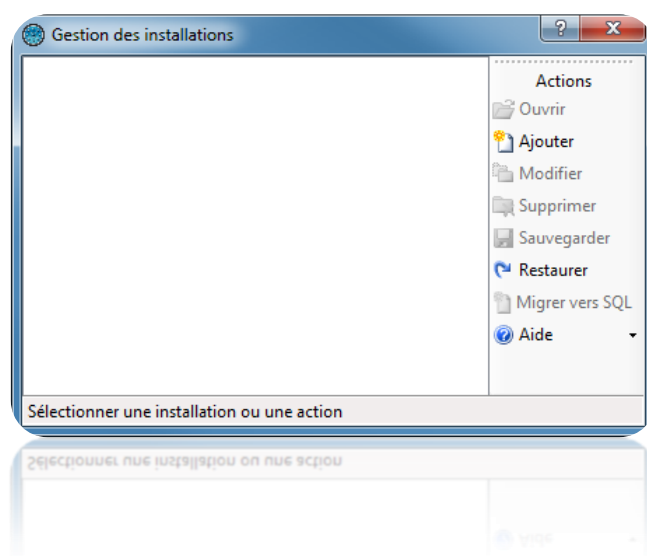 Gestion des installations
?
Actions
Ouvrir
Ajouter
Modifier
Supprimer
Sauvegarder
Restaurer
Migrer vers SQL
Aide
Sélectionner une installation ou une action